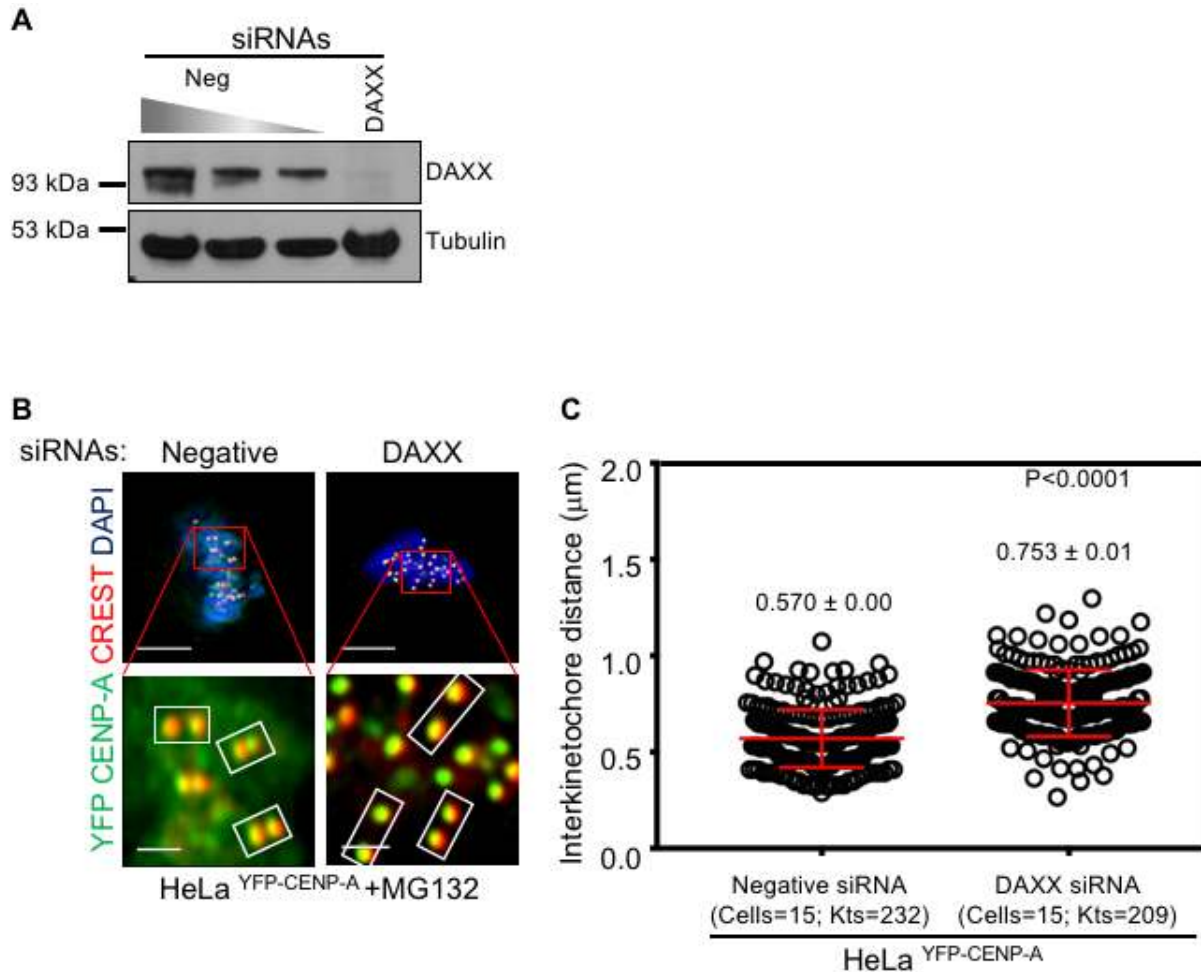 A
siRNAs
Neg
DAXX
93 kDa
DAXX
53 kDa
Tubulin
B
siRNAs: Negative DAXX
YFP CENP-A CREST DAPI
HeLa YFP-CENP-A +MG132
C
Interkinetochore distance (μm)
2.0
1.5
1.0
0.5
0.0
P<0.0001
0.753 ± 0.01
0.570 ± 0.00
Negative siRNA
(Cells=15; Kts=232)
DAXX siRNA
(Cells=15; Kts=209)
HeLa YFP-CENP-A